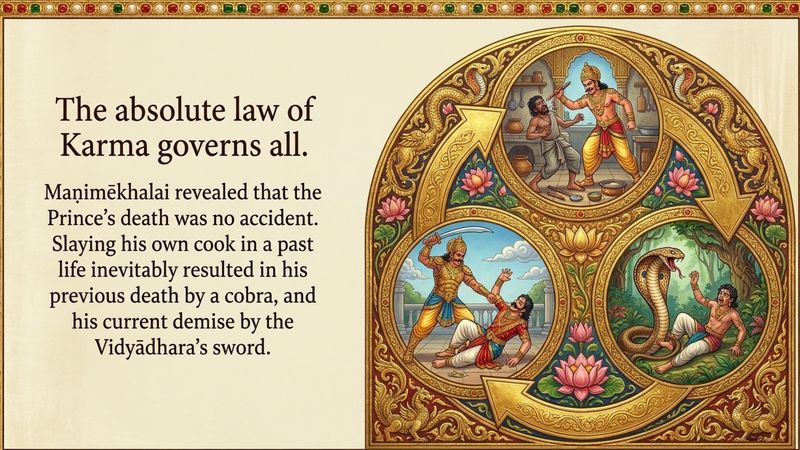 The absolute law of
Karma governs all.
Maṇimēkhalai revealed that the
Prince's death was no accident.
Slaying his own cook in a past
life inevitably resulted in his
previous death by a cobra, and
his current demise by the
Vidyādhara's sword.